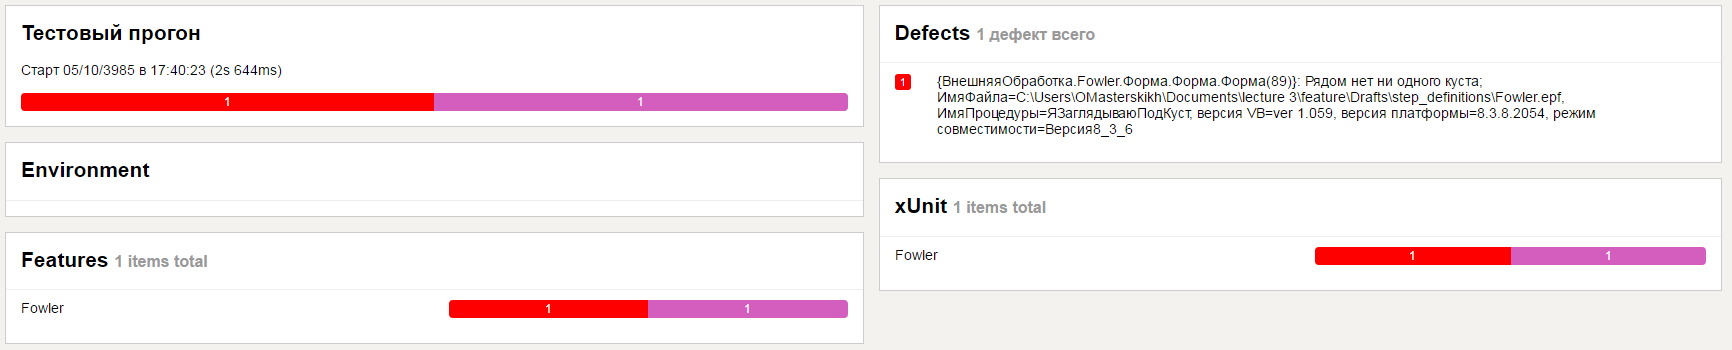 Тестовый прогон
Старт 05/10/3985 в 17:40:23 (2s 644ms)
1 1
Environment
Features 1 items total
Fowler 1 1
Defects 1 дефект всего
1 {ВнешняяОбработка.Fowler.Форма.Форма.Форма(89)}: Рядом нет ни одного куста;
ИмяФайла=C:\Users\OMasterskikh\Documents\lecture 3\feature\Drafts\step_definitions\Fowler.epf,
ИмяПроцедуры=ЯЗаглядываюПодКуст, версия VB=ver 1.059, версия платформы=8.3.8.2054, режим
совместимости=Версия8_3_6
xUnit 1 items total
Fowler 1 1